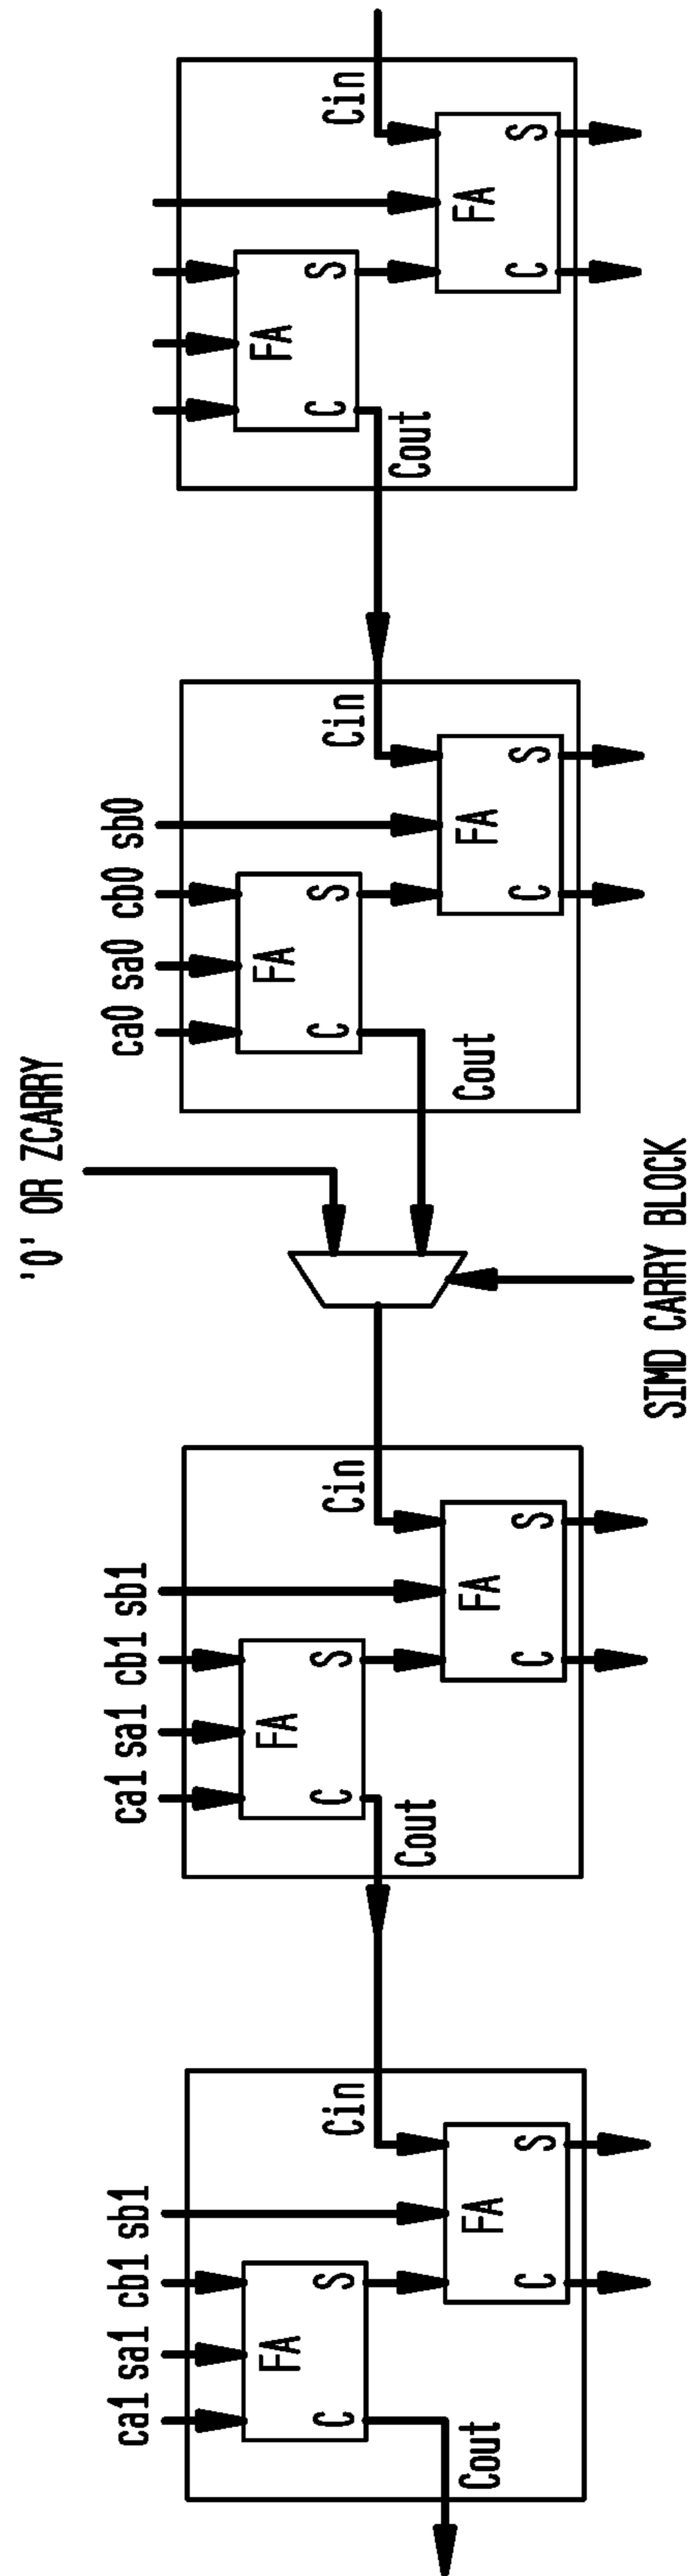 '0' OR ZCARRY
ca1 sa1 cb1 sb1
FA
C S
Cin
Cout
FA
C S
ca1 sa1 cb1 sb1
FA
C S
Cin
Cout
FA
C S
ca0 sa0 cb0 sb0
FA
C S
Cin
Cout
FA
C S
FA
C S
Cin
Cout
FA
C S
SIMD CARRY BLOCK